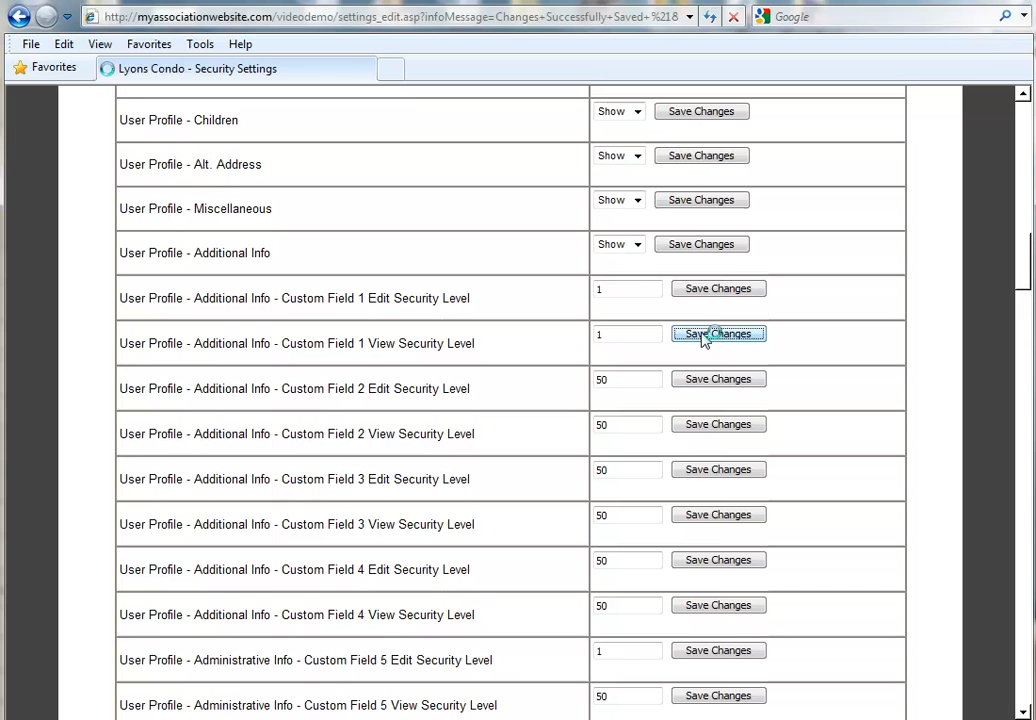 http://myassociationwebsite.com/videodemo/settings_edit.asp?infoMessage=Changes+Successfully+Saved+%218
Google
File Edit View Favorites Tools Help
Favorites
Lyons Condo - Security Settings
User Profile - Children Show Save Changes
User Profile - Alt. Address Show Save Changes
User Profile - Miscellaneous Show Save Changes
User Profile - Additional Info Show Save Changes
User Profile - Additional Info - Custom Field 1 Edit Security Level 1 Save Changes
User Profile - Additional Info - Custom Field 1 View Security Level 1 Save Changes
User Profile - Additional Info - Custom Field 2 Edit Security Level 50 Save Changes
User Profile - Additional Info - Custom Field 2 View Security Level 50 Save Changes
User Profile - Additional Info - Custom Field 3 Edit Security Level 50 Save Changes
User Profile - Additional Info - Custom Field 3 View Security Level 50 Save Changes
User Profile - Additional Info - Custom Field 4 Edit Security Level 50 Save Changes
User Profile - Additional Info - Custom Field 4 View Security Level 50 Save Changes
User Profile - Administrative Info - Custom Field 5 Edit Security Level 1 Save Changes
User Profile - Administrative Info - Custom Field 5 View Security Level 50 Save Changes